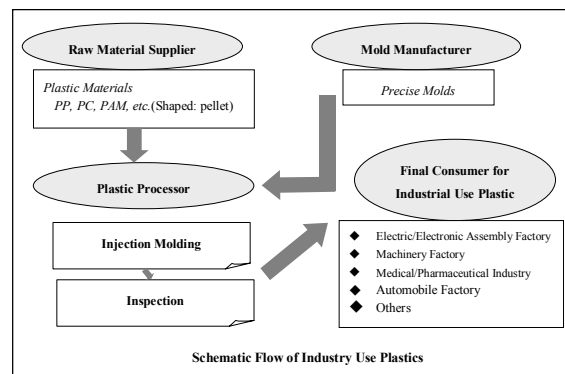 Raw Material Supplier
Plastic Materials
PP, PC, PAM, etc.(Shaped: pellet)
Mold Manufacturer
Precise Molds
Plastic Processor
Injection Molding
Inspection
Final Consumer for
Industrial Use Plastic
◆ Electric/Electronic Assembly Factory
◆ Machinery Factory
◆ Medical/Pharmaceutical Industry
◆ Automobile Factory
◆ Others
Schematic Flow of Industry Use Plastics